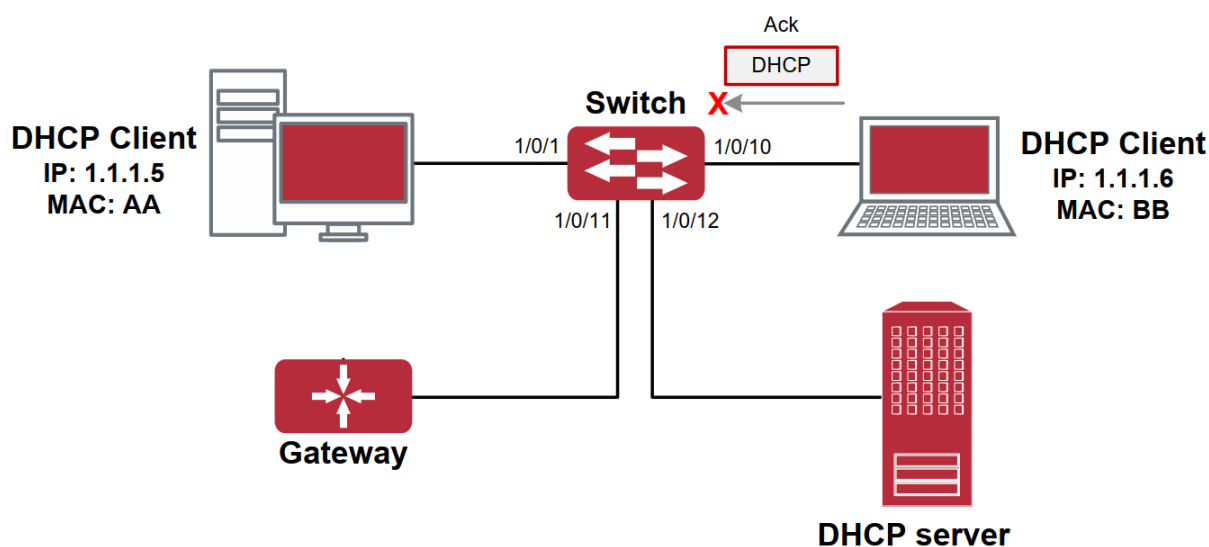 Ack
DHCP
Switch X
DHCP Client
IP: 1.1.1.5
MAC: AA
1/0/1
1/0/10
DHCP Client
IP: 1.1.1.6
MAC: BB
1/0/11
1/0/12
Gateway
DHCP server